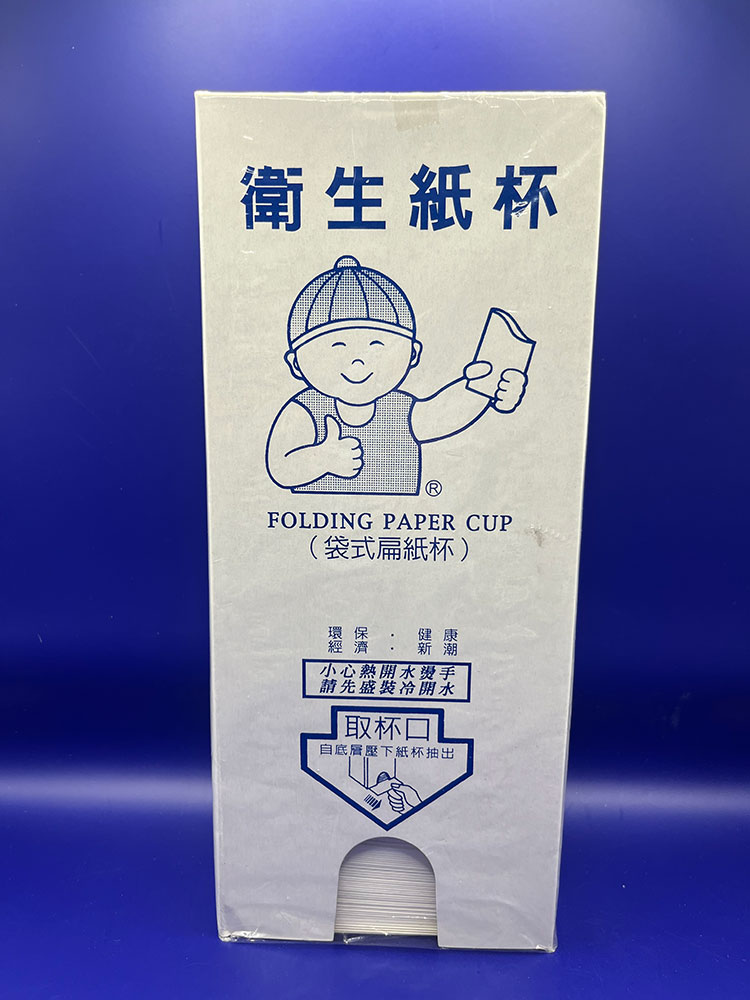 衛生紙杯
®
FOLDING PAPER CUP
（袋式扁紙杯）
環保．健康
經濟．新潮
小心熱開水燙手
請先盛裝冷開水
取杯口
自底層壓下紙杯抽出